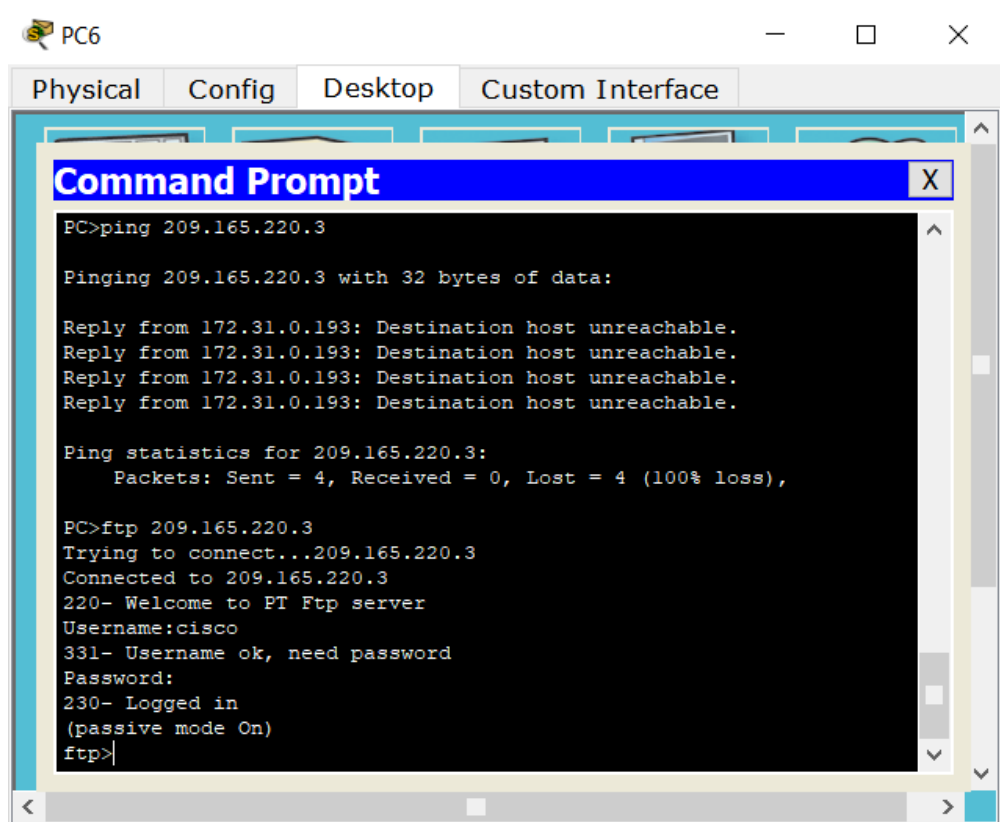 PC6
Physical Config Desktop Custom Interface
Command Prompt X
PC>ping 209.165.220.3
Pinging 209.165.220.3 with 32 bytes of data:
Reply from 172.31.0.193: Destination host unreachable.
Reply from 172.31.0.193: Destination host unreachable.
Reply from 172.31.0.193: Destination host unreachable.
Reply from 172.31.0.193: Destination host unreachable.
Ping statistics for 209.165.220.3:
Packets: Sent = 4, Received = 0, Lost = 4 (100% loss),
PC>ftp 209.165.220.3
Trying to connect...209.165.220.3
Connected to 209.165.220.3
220- Welcome to PT Ftp server
Username:cisco
331- Username ok, need password
Password:
230- Logged in
(passive mode On)
ftp>